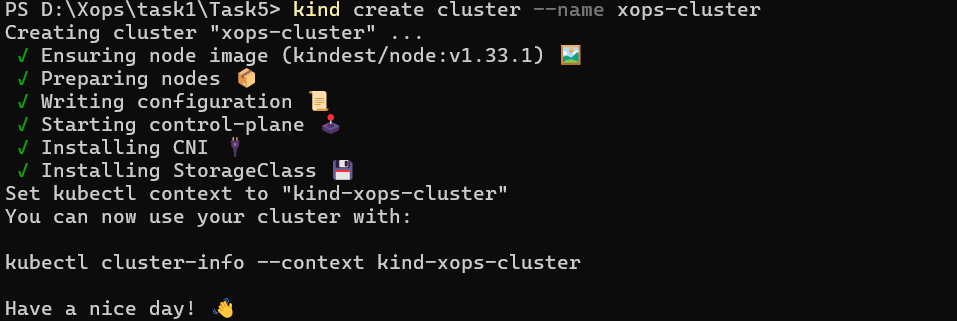 PS D:\Xops\task1\Task5> kind create cluster --name xops-cluster
Creating cluster "xops-cluster" ...
 ✓ Ensuring node image (kindest/node:v1.33.1) 🖼️
 ✓ Preparing nodes 📦
 ✓ Writing configuration 📜
 ✓ Starting control-plane 🕹️
 ✓ Installing CNI 🔌
 ✓ Installing StorageClass 💾
Set kubectl context to "kind-xops-cluster"
You can now use your cluster with:

kubectl cluster-info --context kind-xops-cluster

Have a nice day! 👋